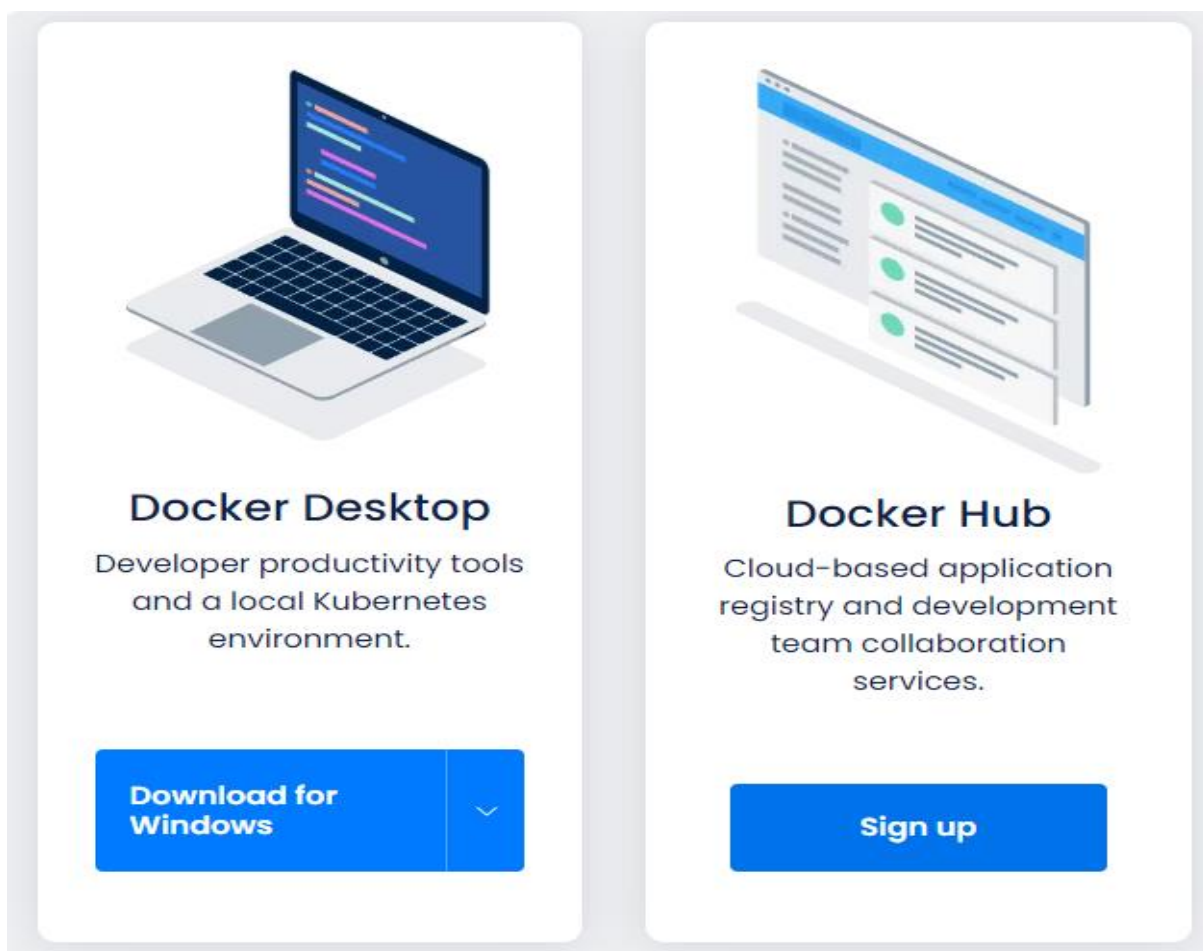 Docker Desktop
Developer productivity tools
and a local Kubernetes
environment.
Download for
Windows
Docker Hub
Cloud-based application
registry and development
team collaboration
services.
Sign up